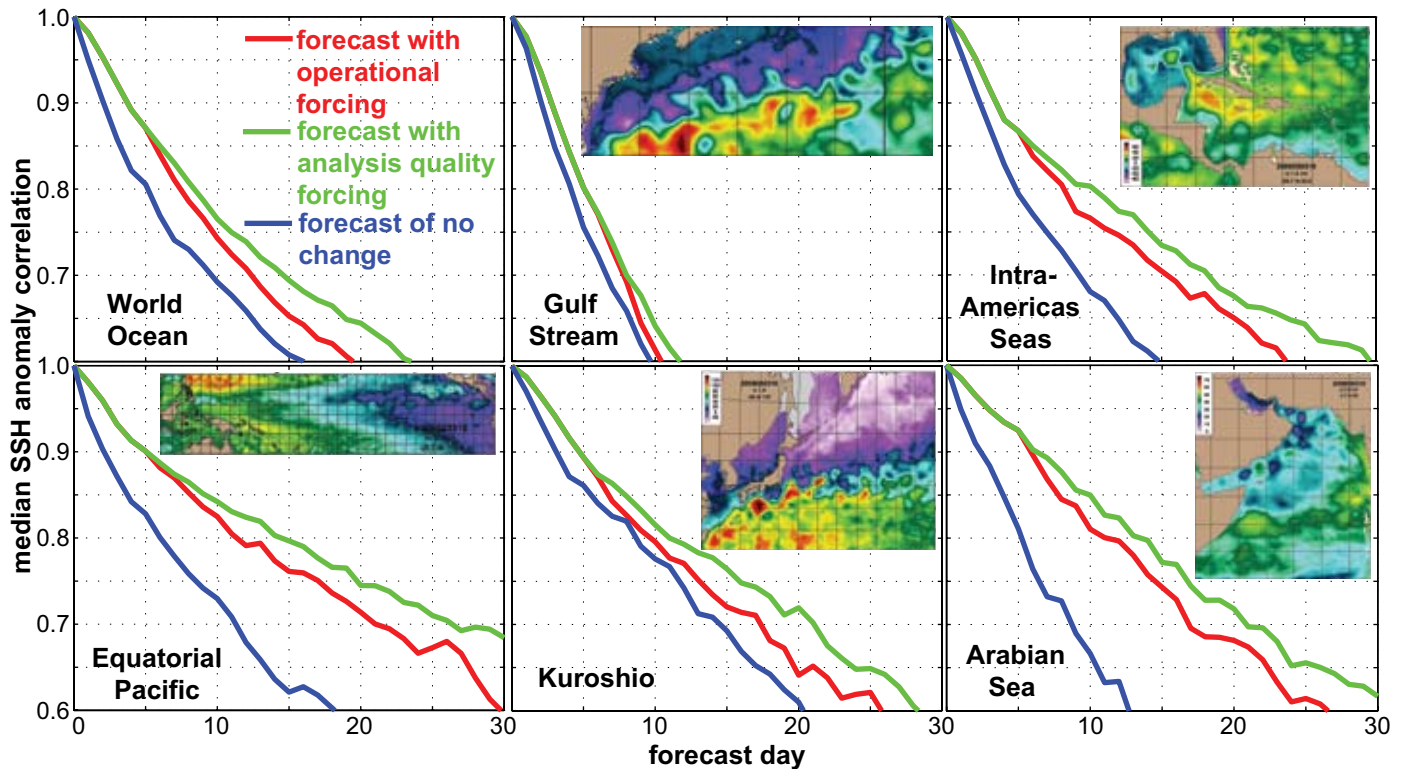 median SSH anomaly correlation
1.0
0.9
0.8
0.7
forecast with
operational
forcing
forecast with
analysis quality
forcing
forecast of no
change
World
Ocean
Gulf
Stream
Intra-
Americas
Seas
1.0
0.9
0.8
0.7
0.6
Equatorial
Pacific
Kuroshio
Arabian
Sea
0 10 20 30 10 20 30 10 20 30
forecast day